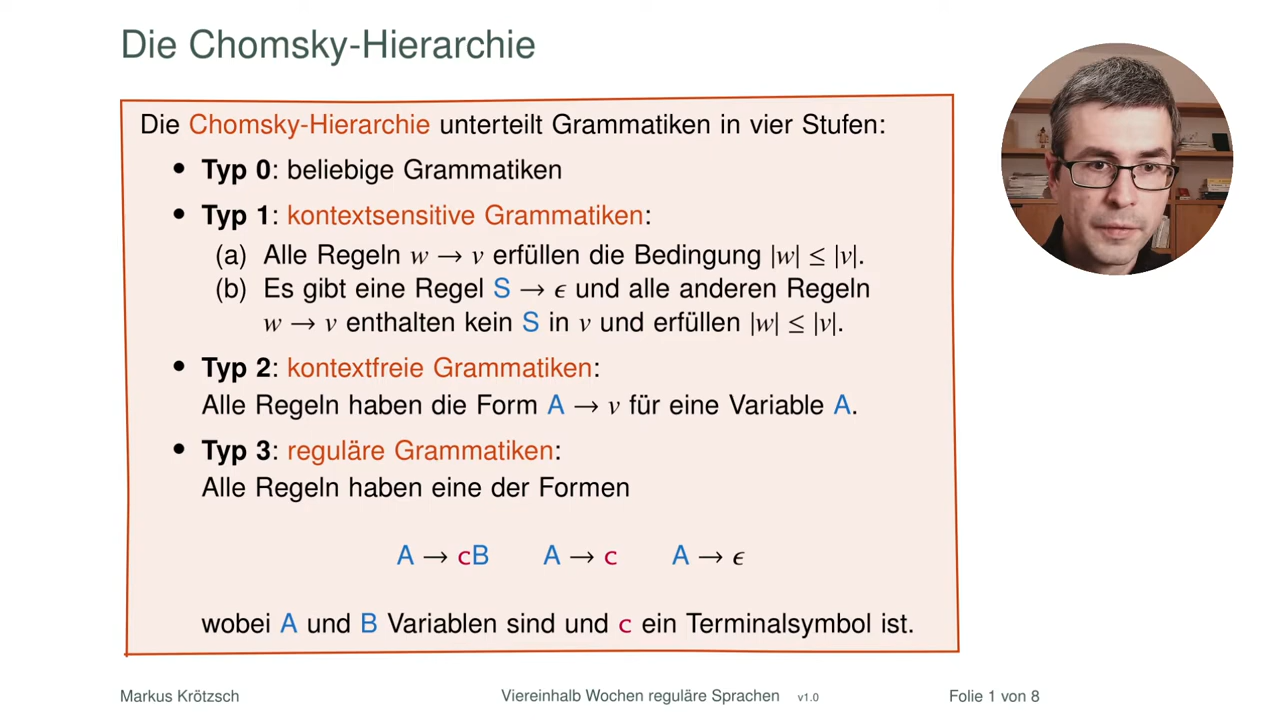 Die Chomsky-Hierarchie
Die Chomsky-Hierarchie unterteilt Grammatiken in vier Stufen:
• Typ 0: beliebige Grammatiken
• Typ 1: kontextsensitive Grammatiken:
(a) Alle Regeln w → v erfüllen die Bedingung |w| ≤ |v|.
(b) Es gibt eine Regel S → ϵ und alle anderen Regeln
w → v enthalten kein S in v und erfüllen |w| ≤ |v|.
• Typ 2: kontextfreie Grammatiken:
Alle Regeln haben die Form A → v für eine Variable A.
• Typ 3: reguläre Grammatiken:
Alle Regeln haben eine der Formen
A → cB A → c A → ϵ
wobei A und B Variablen sind und c ein Terminalsymbol ist.
Markus Krötzsch Viereinhalb Wochen reguläre Sprachen v1.0 Folie 1 von 8